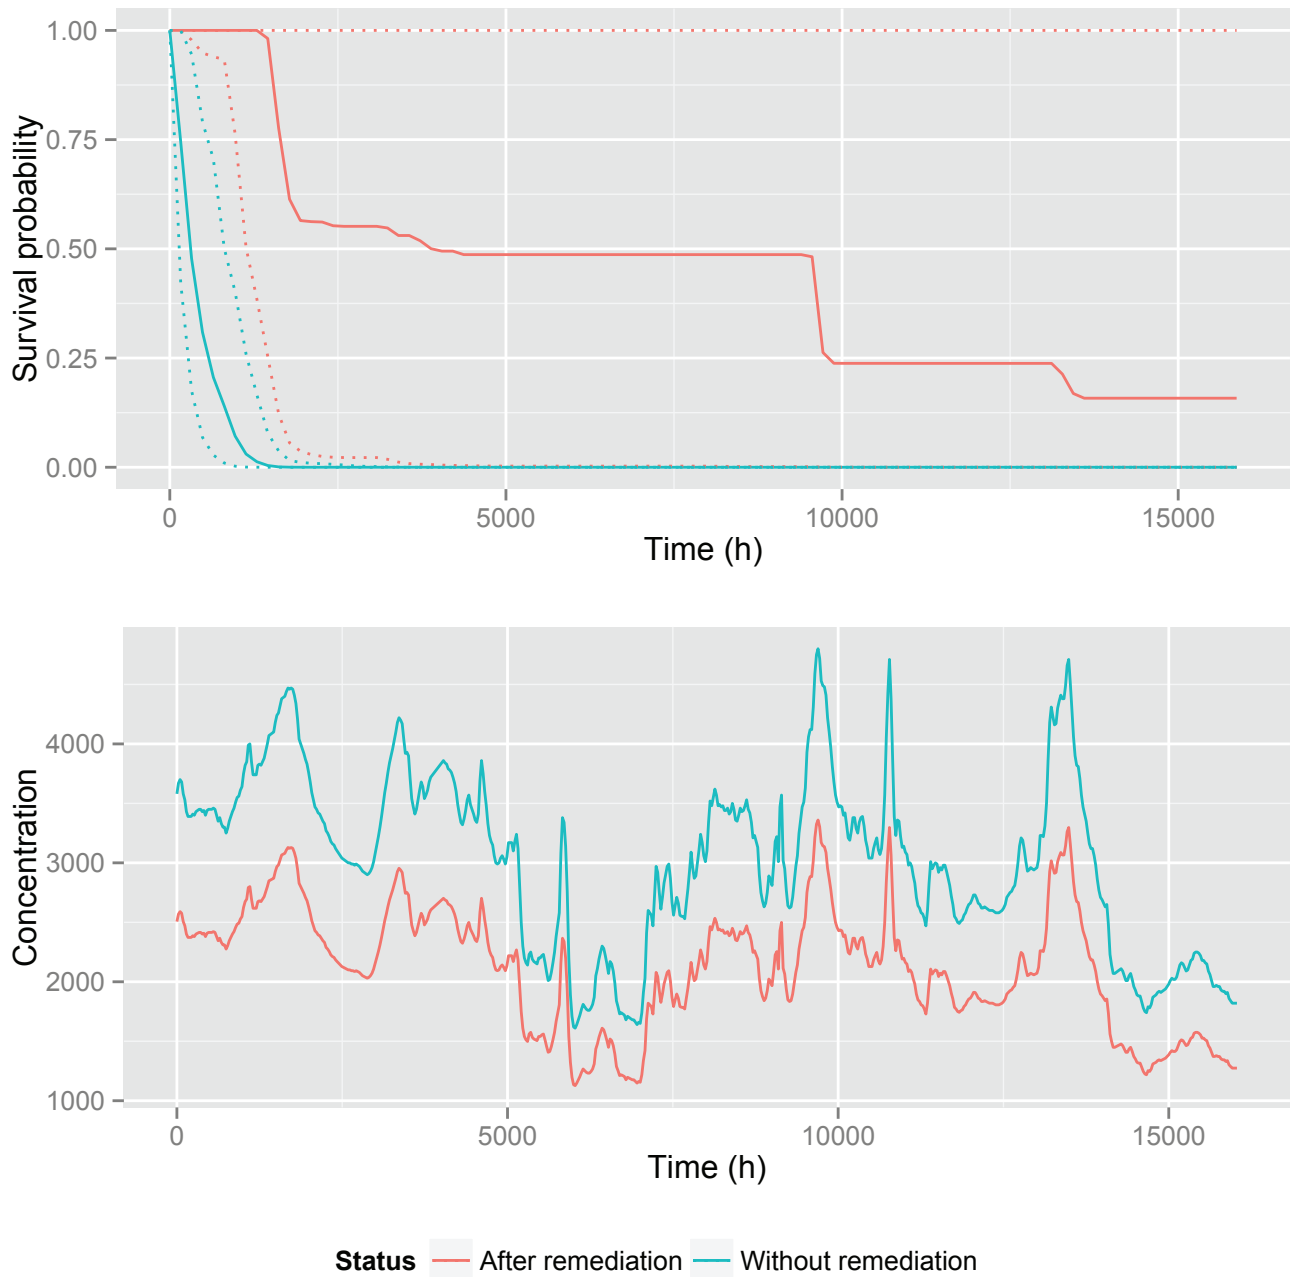 1.00
0.75
0.50
0.25
0.00
Survival probability
0 5000 10000 15000
Time (h)
4000
3000
2000
1000
Concentration
0 5000 10000 15000
Time (h)
Status After remediation Without remediation